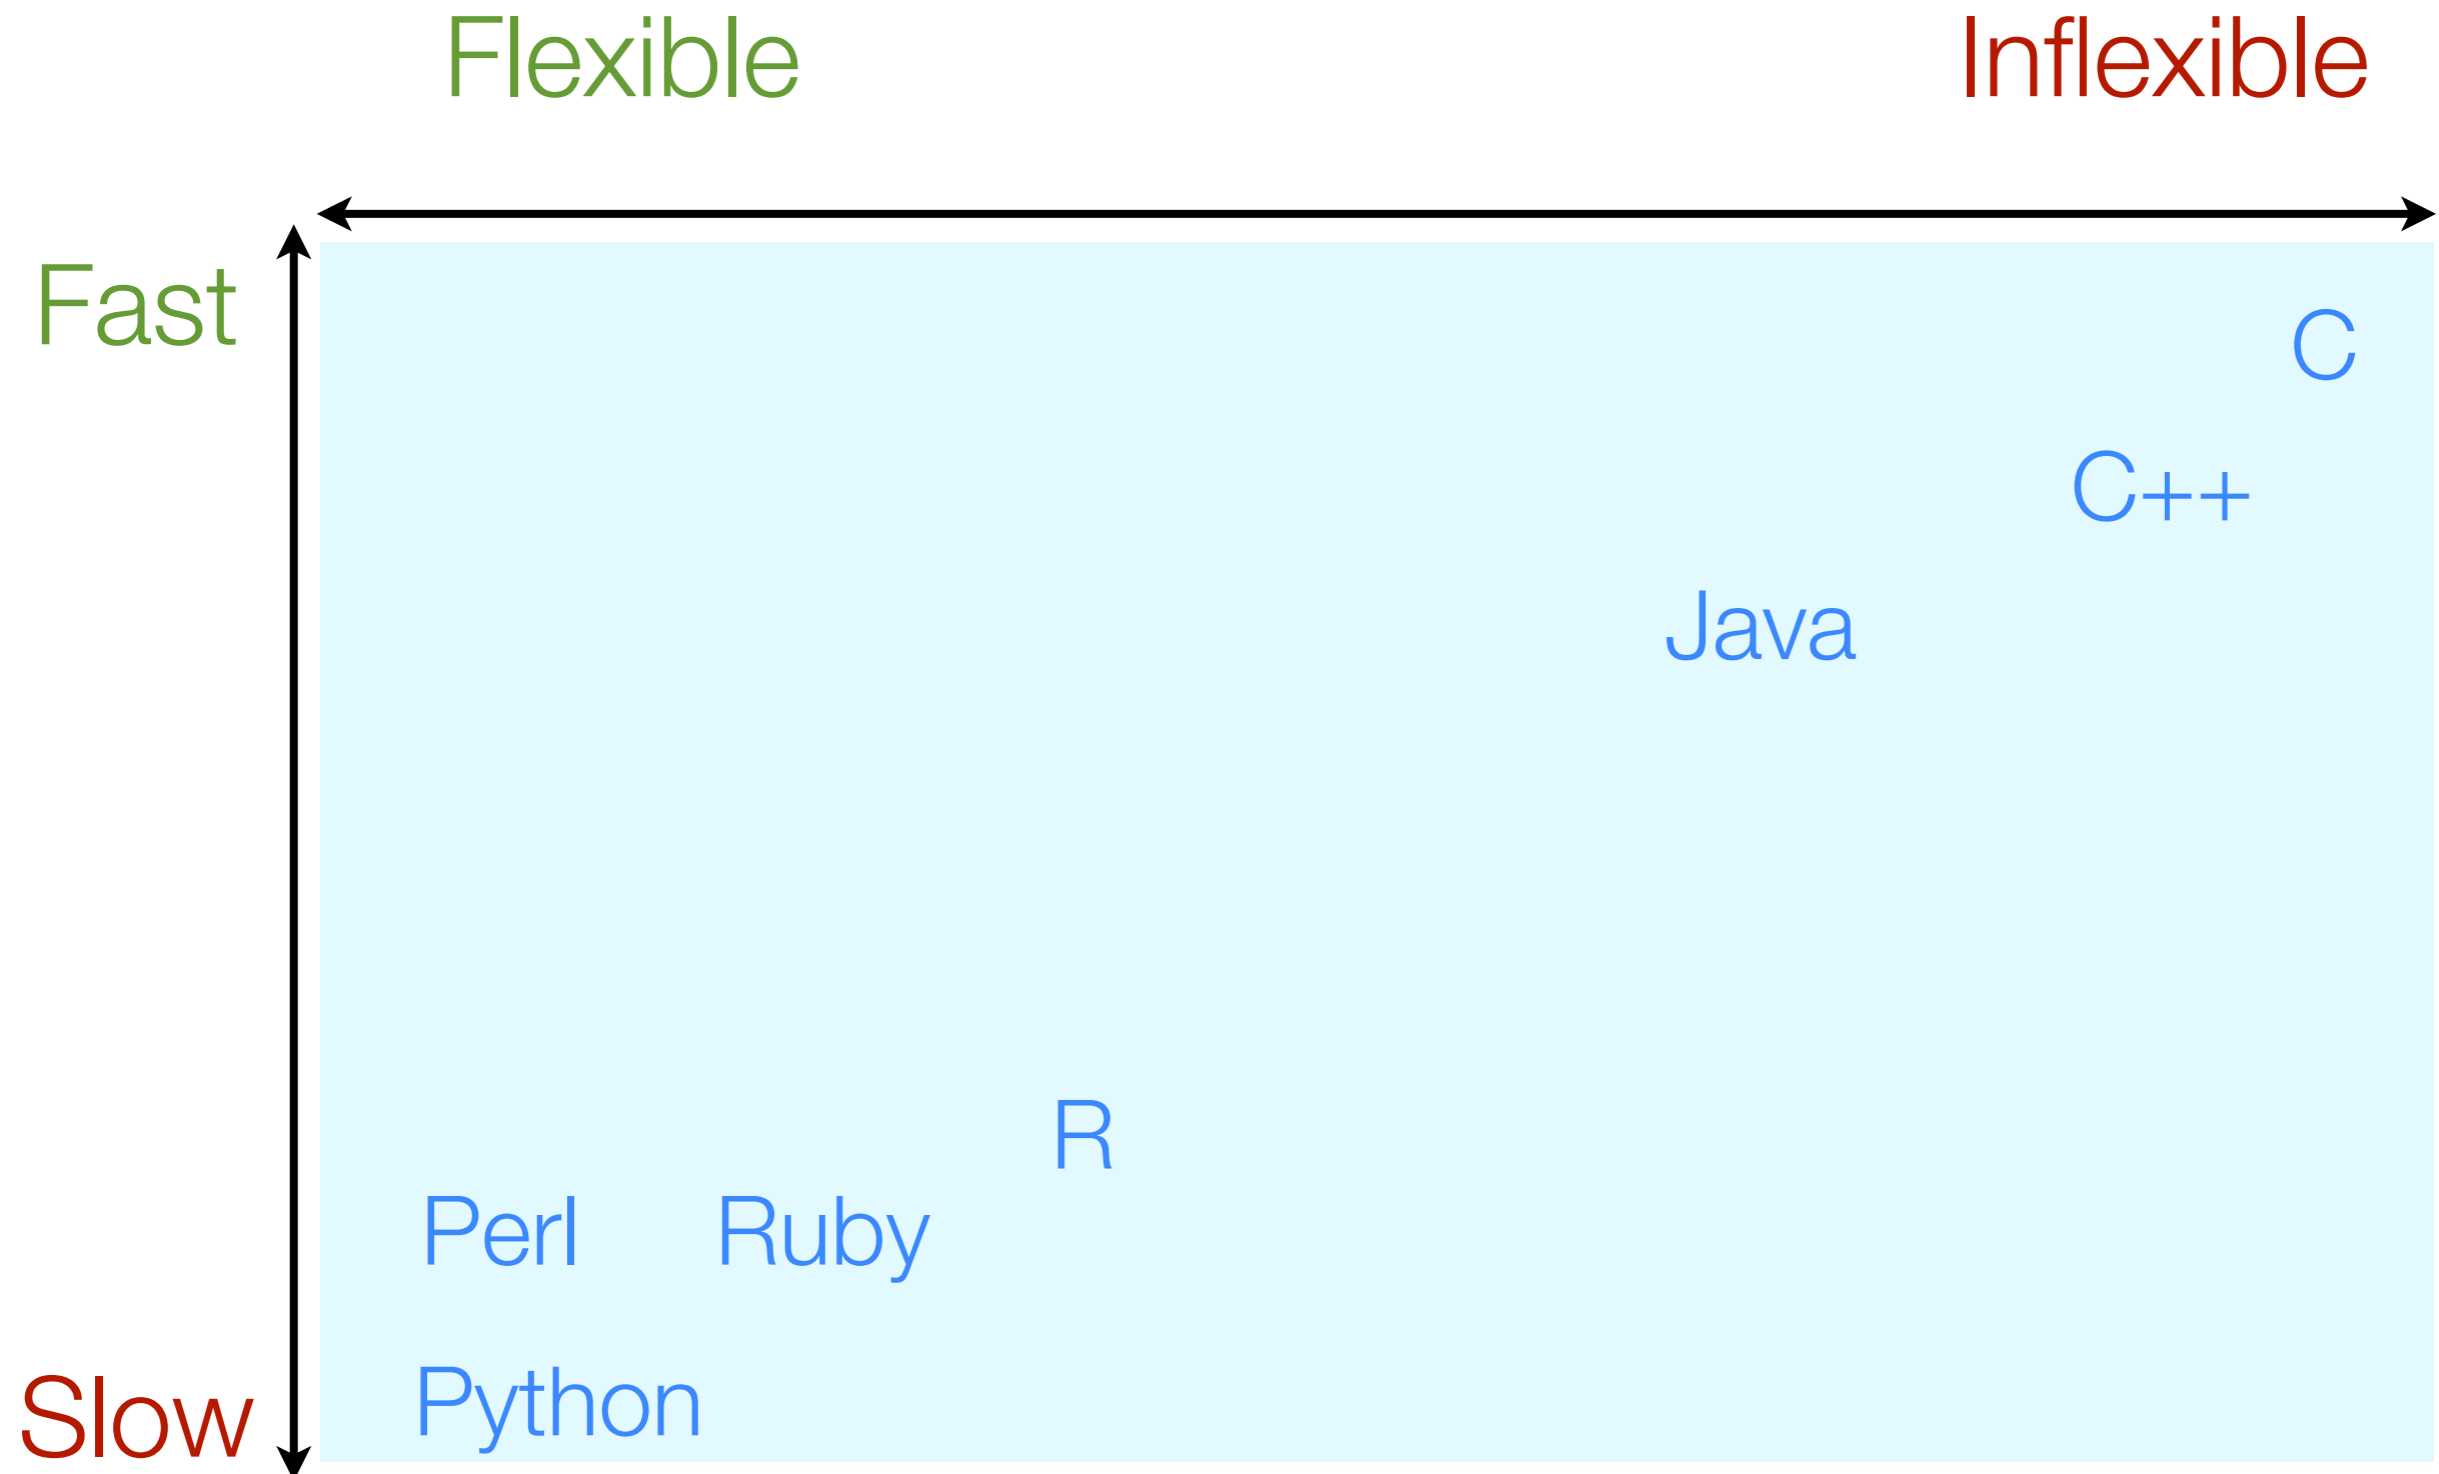 Flexible Inflexible
Fast
C
C++
Java
R
Perl Ruby
Python
Slow